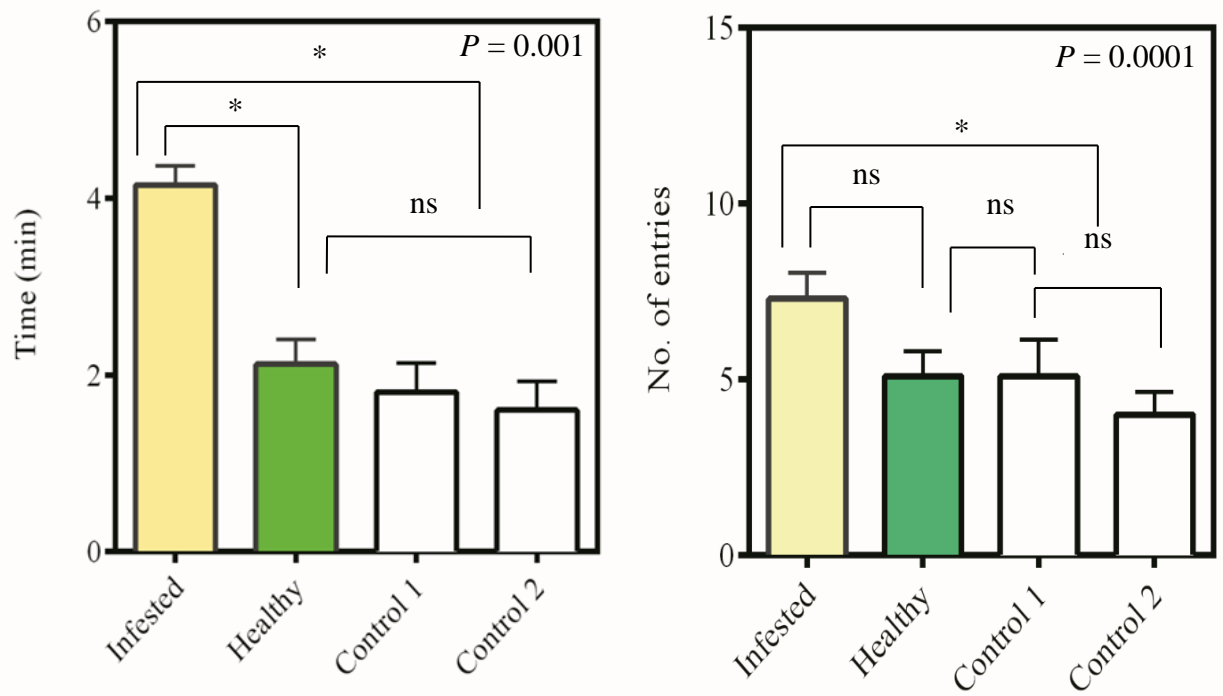 Time (min)
6
4
2
0
P = 0.001
*
*
ns
Infested
Healthy
Control 1
Control 2
No. of entries
15
10
5
0
P = 0.0001
*
ns
ns
ns
Infested
Healthy
Control 1
Control 2